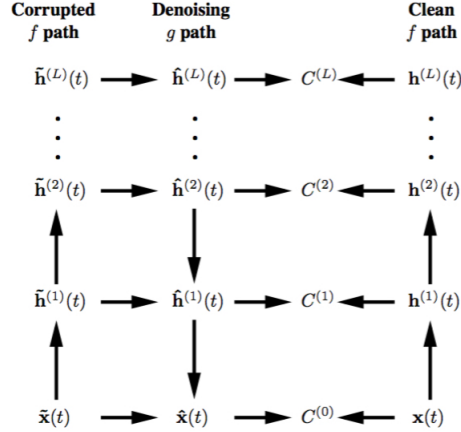 Corrupted Denoising Clean
f path g path f path
h̃^(L)(t) ĥ^(L)(t) C^(L) h^(L)(t)
h̃^(2)(t) ĥ^(2)(t) C^(2) h^(2)(t)
h̃^(1)(t) ĥ^(1)(t) C^(1) h^(1)(t)
x̃(t) x̂(t) C^(0) x(t)